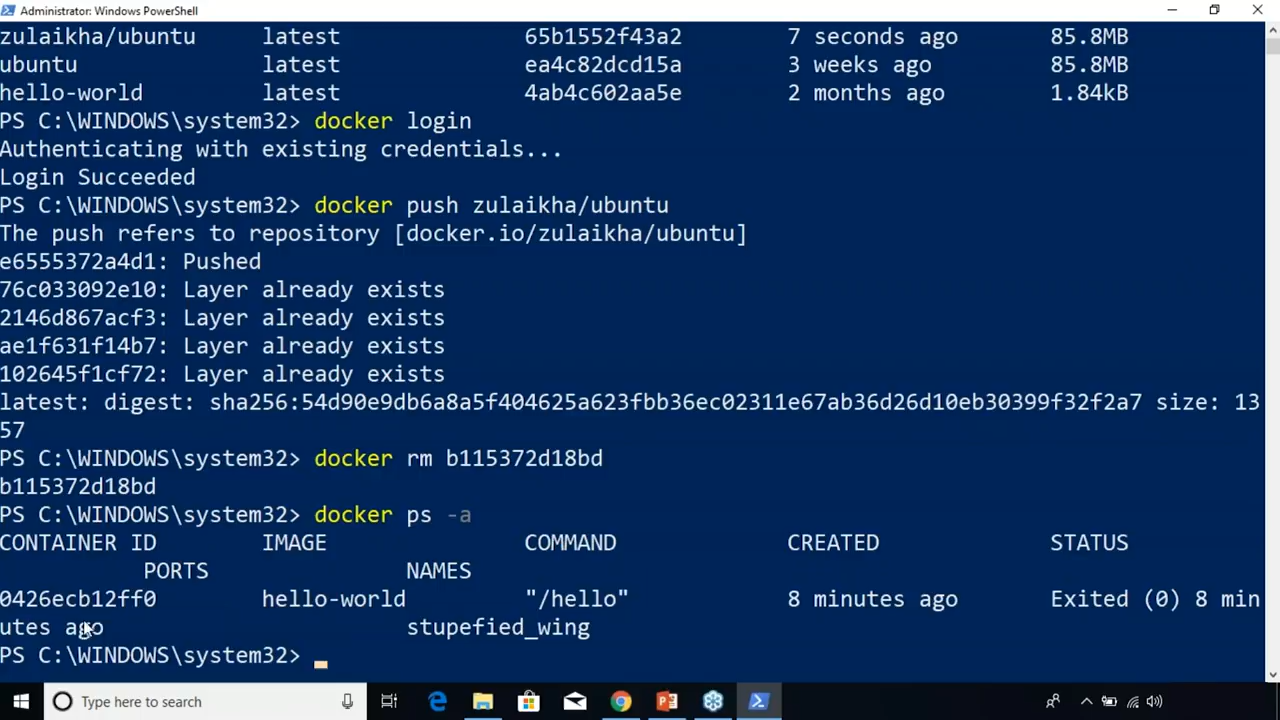 Administrator: Windows PowerShell
zulaikha/ubuntu latest 65b1552f43a2 7 seconds ago 85.8MB
ubuntu latest ea4c82dcd15a 3 weeks ago 85.8MB
hello-world latest 4ab4c602aa5e 2 months ago 1.84kB
PS C:\WINDOWS\system32> docker login
Authenticating with existing credentials...
Login Succeeded
PS C:\WINDOWS\system32> docker push zulaikha/ubuntu
The push refers to repository [docker.io/zulaikha/ubuntu]
e6555372a4d1: Pushed
76c033092e10: Layer already exists
2146d867acf3: Layer already exists
ae1f631f14b7: Layer already exists
102645f1cf72: Layer already exists
latest: digest: sha256:54d90e9db6a8a5f404625a623fbb36ec02311e67ab36d26d10eb30399f32f2a7 size: 13
57
PS C:\WINDOWS\system32> docker rm b115372d18bd
b115372d18bd
PS C:\WINDOWS\system32> docker ps -a
CONTAINER ID IMAGE COMMAND CREATED STATUS
PORTS NAMES
0426ecb12ff0 hello-world "/hello" 8 minutes ago Exited (0) 8 min
utes ago stupefied_wing
PS C:\WINDOWS\system32>
Type here to search